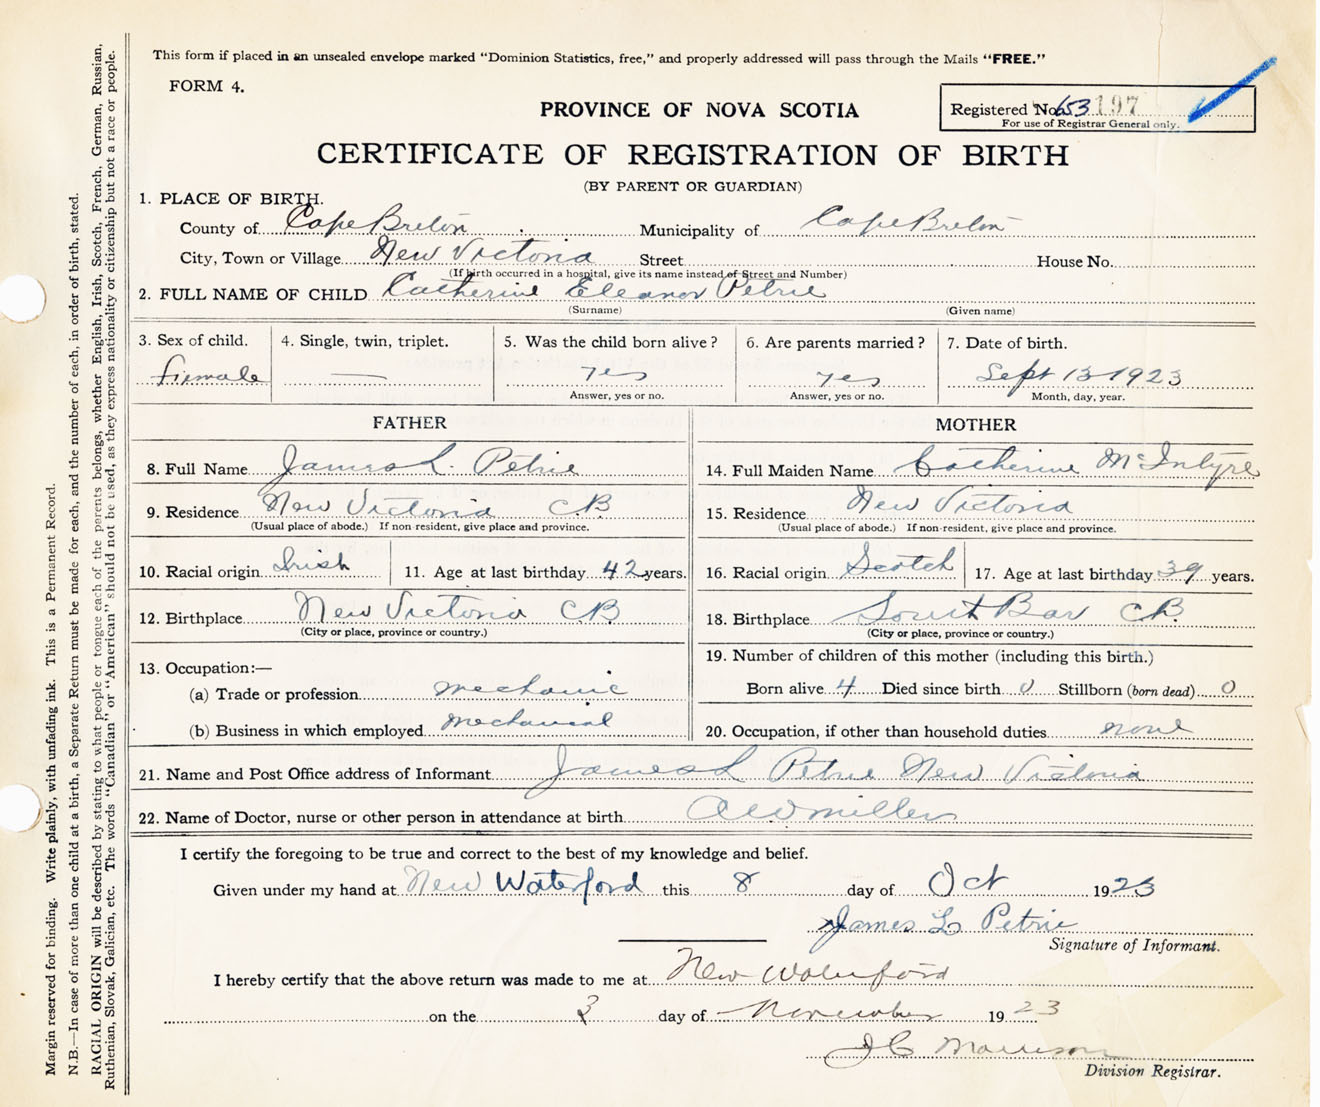 This form if placed in an unsealed envelope marked "Dominion Statistics, free," and properly addressed will pass through the Mails "FREE."
FORM 4.
PROVINCE OF NOVA SCOTIA
Registered No. 653197
For use of Registrar General only.
CERTIFICATE OF REGISTRATION OF BIRTH
(BY PARENT OR GUARDIAN)
1. PLACE OF BIRTH.
County of Cape Breton Municipality of Cape Breton
City, Town or Village New Victoria Street House No.
(If birth occurred in a hospital, give its name instead of Street and Number)
2. FULL NAME OF CHILD Catherine Eleanor Petrie
(Surname) (Given name)
3. Sex of child. 4. Single, twin, triplet. 5. Was the child born alive? 6. Are parents married? 7. Date of birth.
Female — yes yes Sept 13 1923
Answer, yes or no. Answer, yes or no. Month, day, year.
FATHER
8. Full Name James L. Petrie
9. Residence New Victoria C B
(Usual place of abode.) If non-resident, give place and province.
10. Racial origin Irish 11. Age at last birthday 42 years.
12. Birthplace New Victoria C.B
(City or place, province or country.)
13. Occupation:—
(a) Trade or profession mechanic
(b) Business in which employed mechanical
MOTHER
14. Full Maiden Name Catherine McIntyre
15. Residence New Victoria
(Usual place of abode.) If non-resident, give place and province.
16. Racial origin Scotch 17. Age at last birthday 39 years.
18. Birthplace South Bar C.B.
(City or place, province or country.)
19. Number of children of this mother (including this birth.)
Born alive 4 Died since birth 0 Stillborn (born dead) 0
20. Occupation, if other than household duties none
21. Name and Post Office address of Informant James L Petrie New Victoria
22. Name of Doctor, nurse or other person in attendance at birth miller
I certify the foregoing to be true and correct to the best of my knowledge and belief.
Given under my hand at New Waterford this 8 day of Oct 1923
James L Petrie
Signature of Informant.
I hereby certify that the above return was made to me at New Waterford
on the 3 day of November 1923
J C Morrison
Division Registrar.
Margin reserved for binding. Write plainly, with unfading ink. This is a Permanent Record.
N.B.—In case of more than one child at a birth, a Separate Return must be made for each, and the number of each, in order of birth, stated.
RACIAL ORIGIN will be described by stating to what people or tongue each of the parents belongs, whether English, Irish, Scotch, French, German, Russian,
Ruthenian, Slovak, Galician, etc. The words "Canadian" or "American" should not be used, as they express nationality or citizenship but not a race or people.